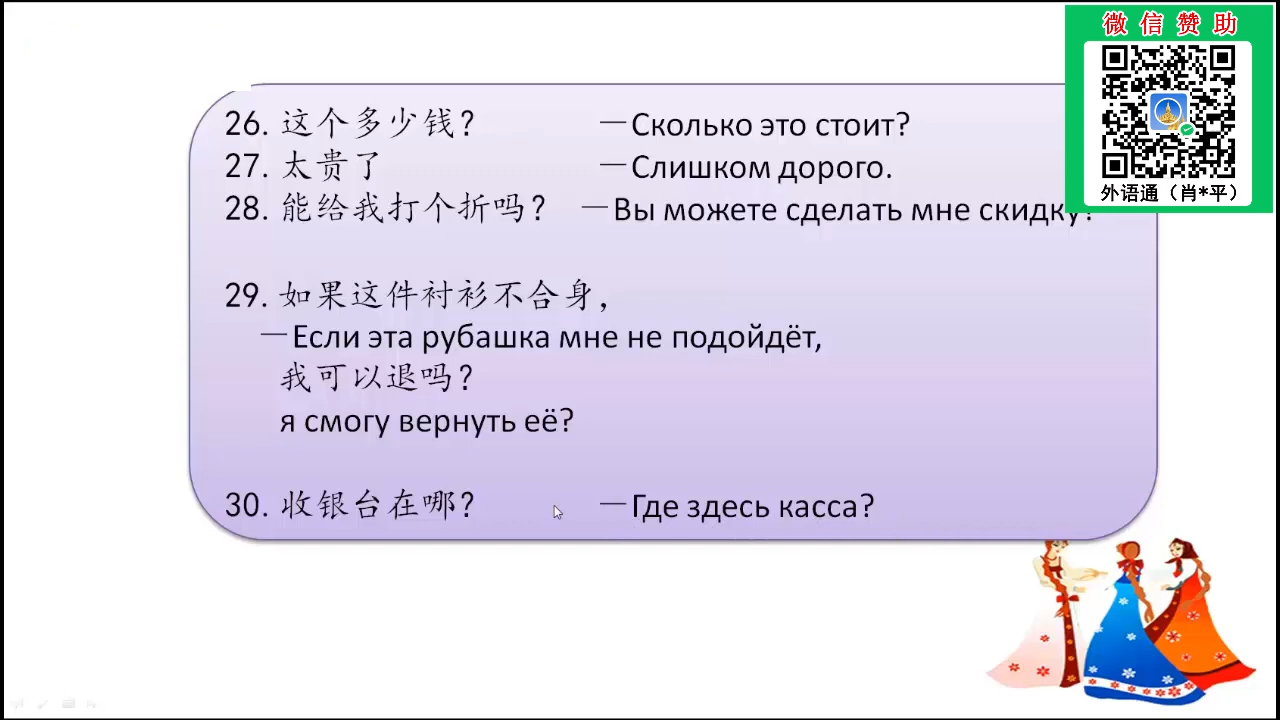 微信赞助
外语通（肖*平）
26. 这个多少钱？ —Сколько это стоит?
27. 太贵了 —Слишком дорого.
28. 能给我打个折吗？ —Вы можете сделать мне скидку?
29. 如果这件衬衫不合身，
—Если эта рубашка мне не подойдёт,
我可以退吗？
я смогу вернуть её?
30. 收银台在哪？ —Где здесь касса?